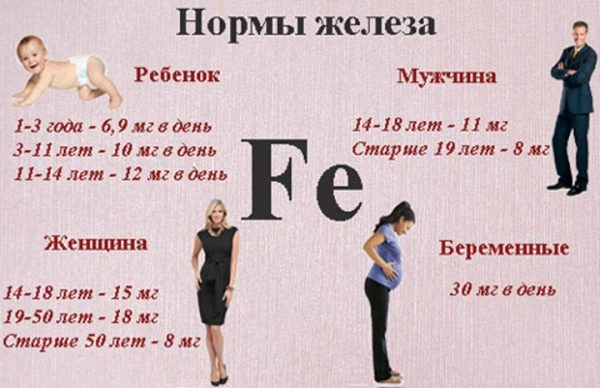 Нормы железа
Ребенок
1-3 года - 6,9 мг в день
3-11 лет - 10 мг в день
11-14 лет - 12 мг в день
Мужчина
14-18 лет - 11 мг
Старше 19 лет - 8 мг
Fe
Женщина
14-18 лет - 15 мг
19-50 лет - 18 мг
Старше 50 лет - 8 мг
Беременные
30 мг в день